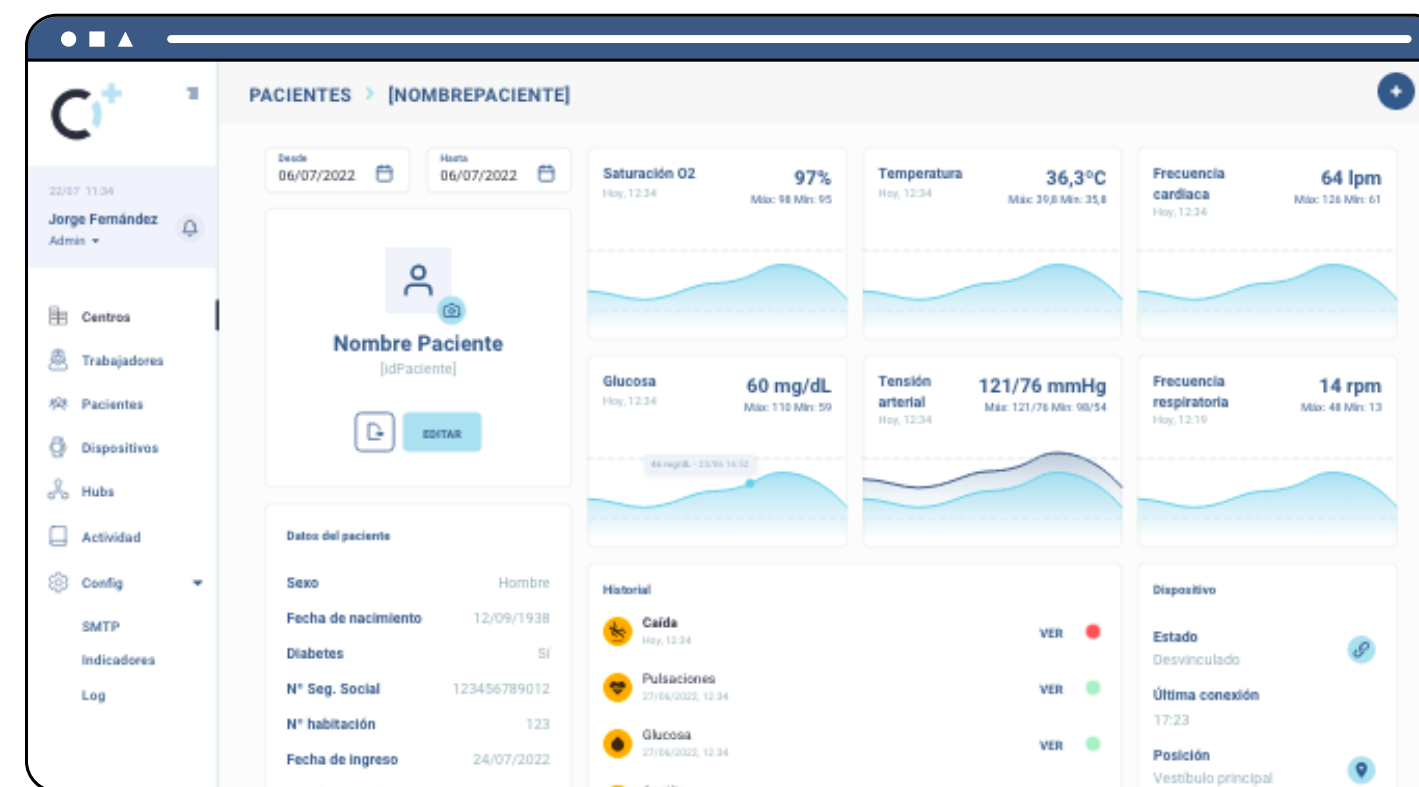 PACIENTES > [NOMBREPACIENTE]
22/07 11:34
Jorge Fernández
Admin
Centros
Trabajadores
Pacientes
Dispositivos
Hubs
Actividad
Config
SMTP
Indicadores
Log
Desde
06/07/2022
Hasta
06/07/2022
Nombre Paciente
[idPaciente]
EDITAR
Datos del paciente
Sexo Hombre
Fecha de nacimiento 12/09/1938
Diabetes Sí
Nº Seg. Social 123456789012
Nº habitación 123
Fecha de ingreso 24/07/2022
Saturación O2 97%
Hoy, 12:34 Máx: 98 Mín: 95
Temperatura 36,3ºC
Hoy, 12:34 Máx: 39,8 Mín: 35,8
Frecuencia
cardiaca
64 lpm
Hoy, 12:34
Máx: 126 Mín: 61
Glucosa 60 mg/dL
Hoy, 12:34 Máx: 110 Mín: 59
46 mg/dL - 23/06 16:52
Tensión
arterial
121/76 mmHg
Hoy, 12:34
Máx: 121/76 Mín: 90/54
Frecuencia
respiratoria
14 rpm
Hoy, 12:19
Máx: 48 Mín: 13
Historial
Caída
Hoy, 12:34
VER
Pulsaciones
27/06/2022, 12:34
VER
Glucosa
27/06/2022, 12:34
VER
Dispositivo
Estado
Desvinculado
Última conexión
17:23
Posición
Vestíbulo principal